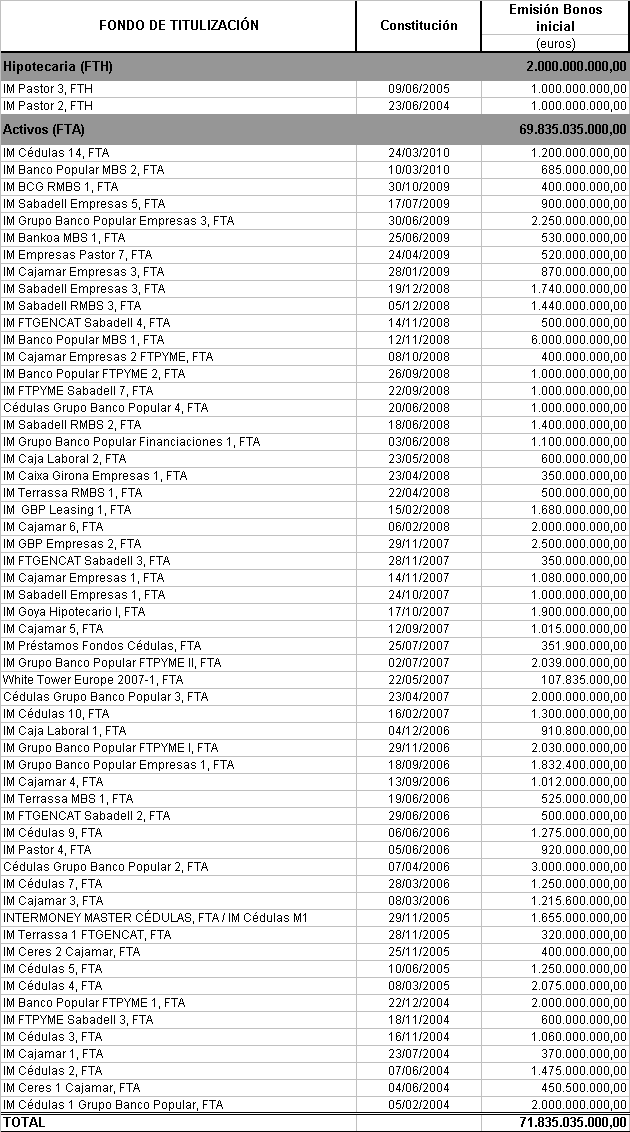 FONDO DE TITULIZACIÓN Constitución Emisión Bonos inicial
(euros)
Hipotecaria (FTH) 2.000.000.000,00
IM Pastor 3, FTH 09/06/2005 1.000.000.000,00
IM Pastor 2, FTH 23/06/2004 1.000.000.000,00
Activos (FTA) 69.835.035.000,00
IM Cédulas 14, FTA 24/03/2010 1.200.000.000,00
IM Banco Popular MBS 2, FTA 10/03/2010 685.000.000,00
IM BCG RMBS 1, FTA 30/10/2009 400.000.000,00
IM Sabadell Empresas 5, FTA 17/07/2009 900.000.000,00
IM Grupo Banco Popular Empresas 3, FTA 30/06/2009 2.250.000.000,00
IM Bankoa MBS 1, FTA 25/06/2009 530.000.000,00
IM Empresas Pastor 7, FTA 24/04/2009 520.000.000,00
IM Cajamar Empresas 3, FTA 28/01/2009 870.000.000,00
IM Sabadell Empresas 3, FTA 19/12/2008 1.740.000.000,00
IM Sabadell RMBS 3, FTA 05/12/2008 1.440.000.000,00
IM FTGENCAT Sabadell 4, FTA 14/11/2008 500.000.000,00
IM Banco Popular MBS 1, FTA 12/11/2008 6.000.000.000,00
IM Cajamar Empresas 2 FTPYME, FTA 08/10/2008 400.000.000,00
IM Banco Popular FTPYME 2, FTA 26/09/2008 1.000.000.000,00
IM FTPYME Sabadell 7, FTA 22/09/2008 1.000.000.000,00
Cédulas Grupo Banco Popular 4, FTA 20/06/2008 1.000.000.000,00
IM Sabadell RMBS 2, FTA 18/06/2008 1.400.000.000,00
IM Grupo Banco Popular Financiaciones 1, FTA 03/06/2008 1.100.000.000,00
IM Caja Laboral 2, FTA 23/05/2008 600.000.000,00
IM Caixa Girona Empresas 1, FTA 23/04/2008 350.000.000,00
IM Terrassa RMBS 1, FTA 22/04/2008 500.000.000,00
IM GBP Leasing 1, FTA 15/02/2008 1.680.000.000,00
IM Cajamar 6, FTA 06/02/2008 2.000.000.000,00
IM GBP Empresas 2, FTA 29/11/2007 2.500.000.000,00
IM FTGENCAT Sabadell 3, FTA 28/11/2007 350.000.000,00
IM Cajamar Empresas 1, FTA 14/11/2007 1.080.000.000,00
IM Sabadell Empresas 1, FTA 24/10/2007 1.000.000.000,00
IM Goya Hipotecario I, FTA 17/10/2007 1.900.000.000,00
IM Cajamar 5, FTA 12/09/2007 1.015.000.000,00
IM Préstamos Fondos Cédulas, FTA 25/07/2007 351.900.000,00
IM Grupo Banco Popular FTPYME II, FTA 02/07/2007 2.039.000.000,00
White Tower Europe 2007-1, FTA 22/05/2007 107.835.000,00
Cédulas Grupo Banco Popular 3, FTA 23/04/2007 2.000.000.000,00
IM Cédulas 10, FTA 16/02/2007 1.300.000.000,00
IM Caja Laboral 1, FTA 04/12/2006 910.800.000,00
IM Grupo Banco Popular FTPYME I, FTA 29/11/2006 2.030.000.000,00
IM Grupo Banco Popular Empresas 1, FTA 18/09/2006 1.832.400.000,00
IM Cajamar 4, FTA 13/09/2006 1.012.000.000,00
IM Terrassa MBS 1, FTA 19/06/2006 525.000.000,00
IM FTGENCAT Sabadell 2, FTA 29/06/2006 500.000.000,00
IM Cédulas 9, FTA 06/06/2006 1.275.000.000,00
IM Pastor 4, FTA 05/06/2006 920.000.000,00
Cédulas Grupo Banco Popular 2, FTA 07/04/2006 3.000.000.000,00
IM Cédulas 7, FTA 28/03/2006 1.250.000.000,00
IM Cajamar 3, FTA 08/03/2006 1.215.600.000,00
INTERMONEY MASTER CÉDULAS, FTA / IM Cédulas M1 29/11/2005 1.655.000.000,00
IM Terrassa 1 FTGENCAT, FTA 28/11/2005 320.000.000,00
IM Ceres 2 Cajamar, FTA 25/11/2005 400.000.000,00
IM Cédulas 5, FTA 10/06/2005 1.250.000.000,00
IM Cédulas 4, FTA 08/03/2005 2.075.000.000,00
IM Banco Popular FTPYME 1, FTA 22/12/2004 2.000.000.000,00
IM FTPYME Sabadell 3, FTA 18/11/2004 600.000.000,00
IM Cédulas 3, FTA 16/11/2004 1.060.000.000,00
IM Cajamar 1, FTA 23/07/2004 370.000.000,00
IM Cédulas 2, FTA 07/06/2004 1.475.000.000,00
IM Ceres 1 Cajamar, FTA 04/06/2004 450.500.000,00
IM Cédulas 1 Grupo Banco Popular, FTA 05/02/2004 2.000.000.000,00
TOTAL 71.835.035.000,00